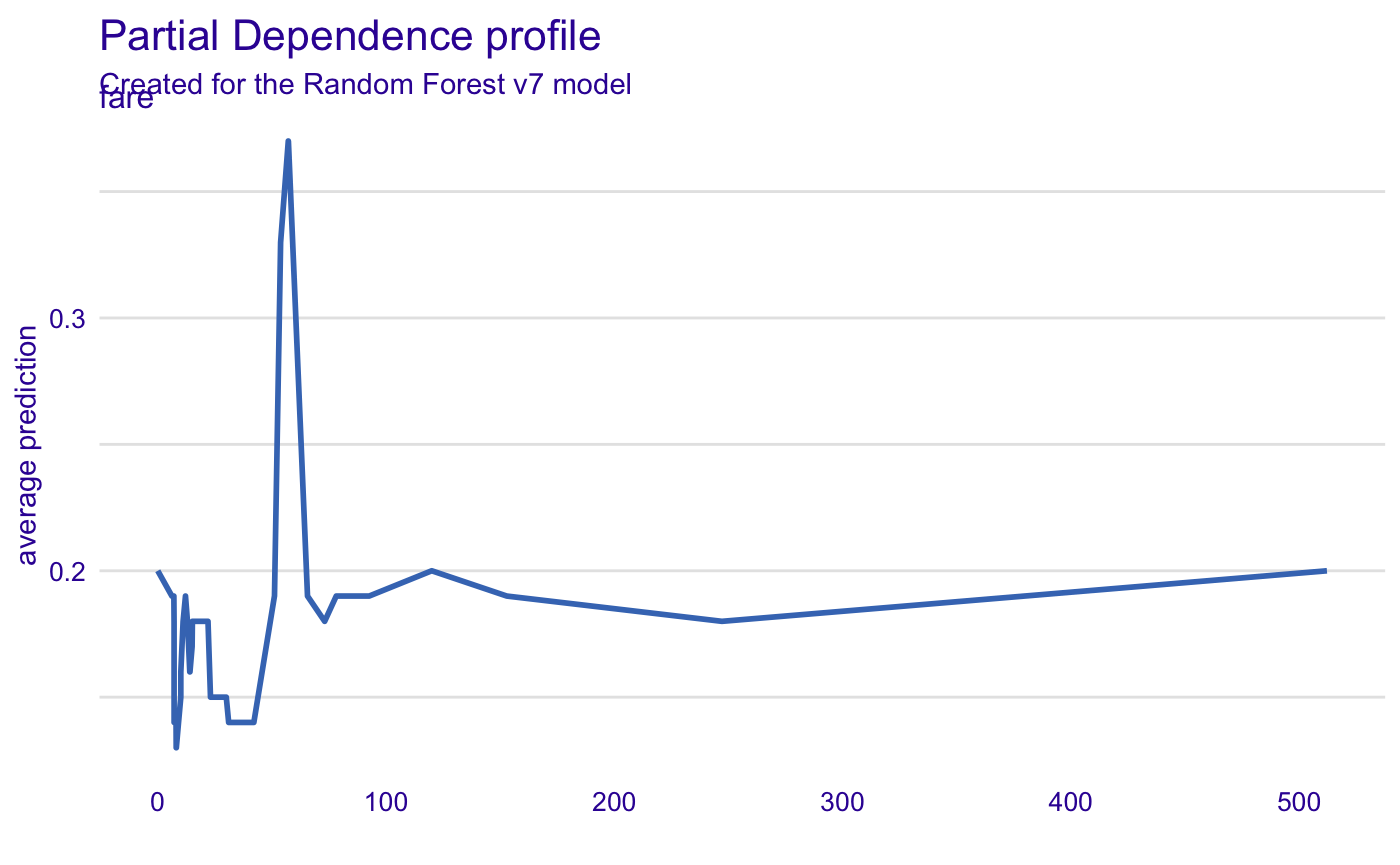 Partial Dependence profile
Created for the Random Forest v7 model
fare
average prediction
0.3
0.2
0
100
200
300
400
500